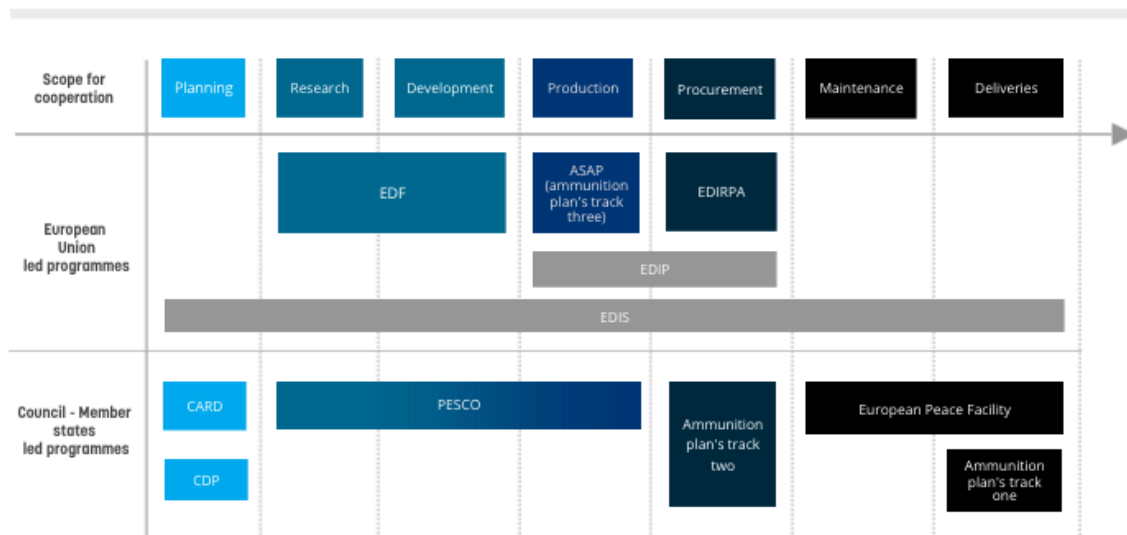 Scope for
cooperation
Planning
Research
Development
Production
Procurement
Maintenance
Deliveries
European
Union
led programmes
EDF
ASAP
(ammunition
plan's track
three)
EDIRPA
EDIP
EDIS
Council - Member
states
led programmes
CARD
CDP
PESCO
Ammunition
plan's track
two
European Peace Facility
Ammunition
plan's track
one